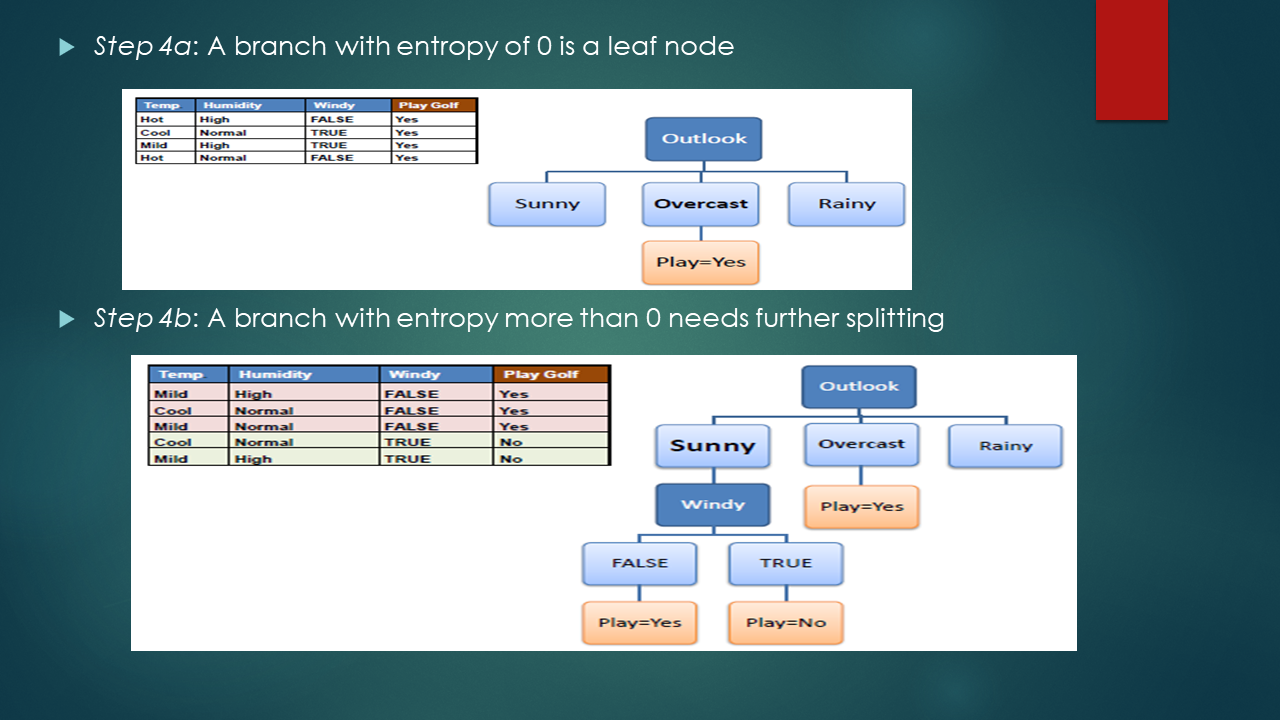 Step 4a: A branch with entropy of 0 is a leaf node
Temp Humidity Windy Play Golf
Hot High FALSE Yes
Cool Normal TRUE Yes
Mild High TRUE Yes
Hot Normal FALSE Yes
Outlook
Sunny Overcast Rainy
Play=Yes
Step 4b: A branch with entropy more than 0 needs further splitting
Temp Humidity Windy Play Golf
Mild High FALSE Yes
Cool Normal FALSE Yes
Mild Normal FALSE Yes
Cool Normal TRUE No
Mild High TRUE No
Outlook
Sunny Overcast Rainy
Windy Play=Yes
FALSE TRUE
Play=Yes Play=No